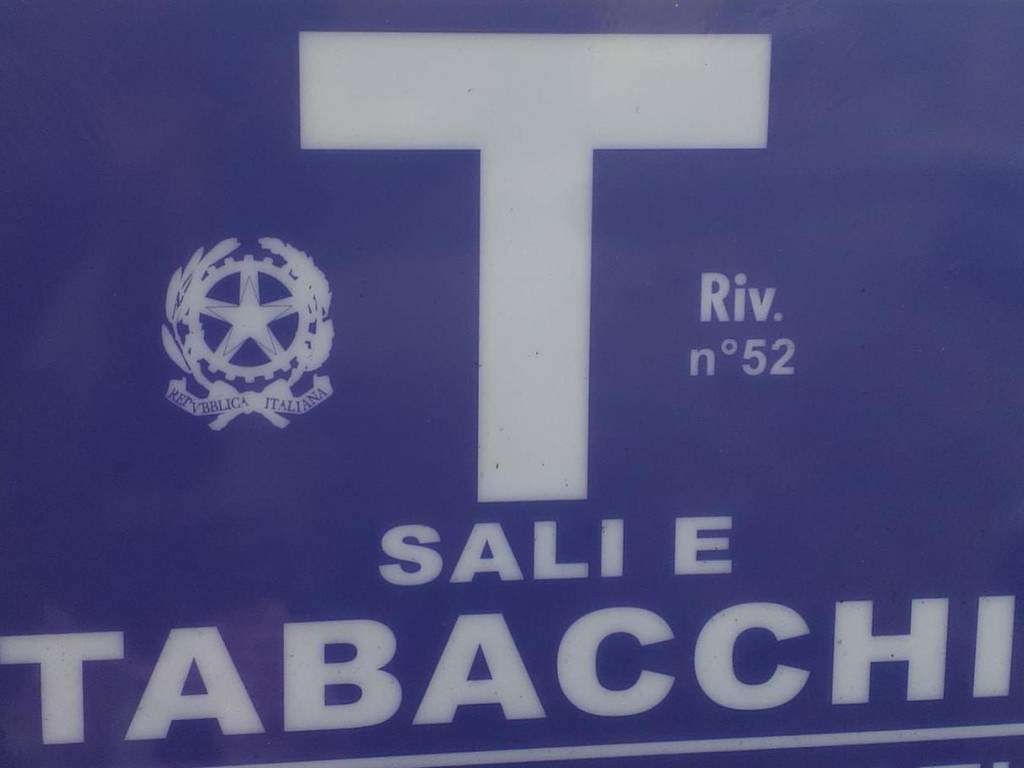 T
Riv.
n°52
REPVBBLICA ITALIANA
SALI E
TABACCHI